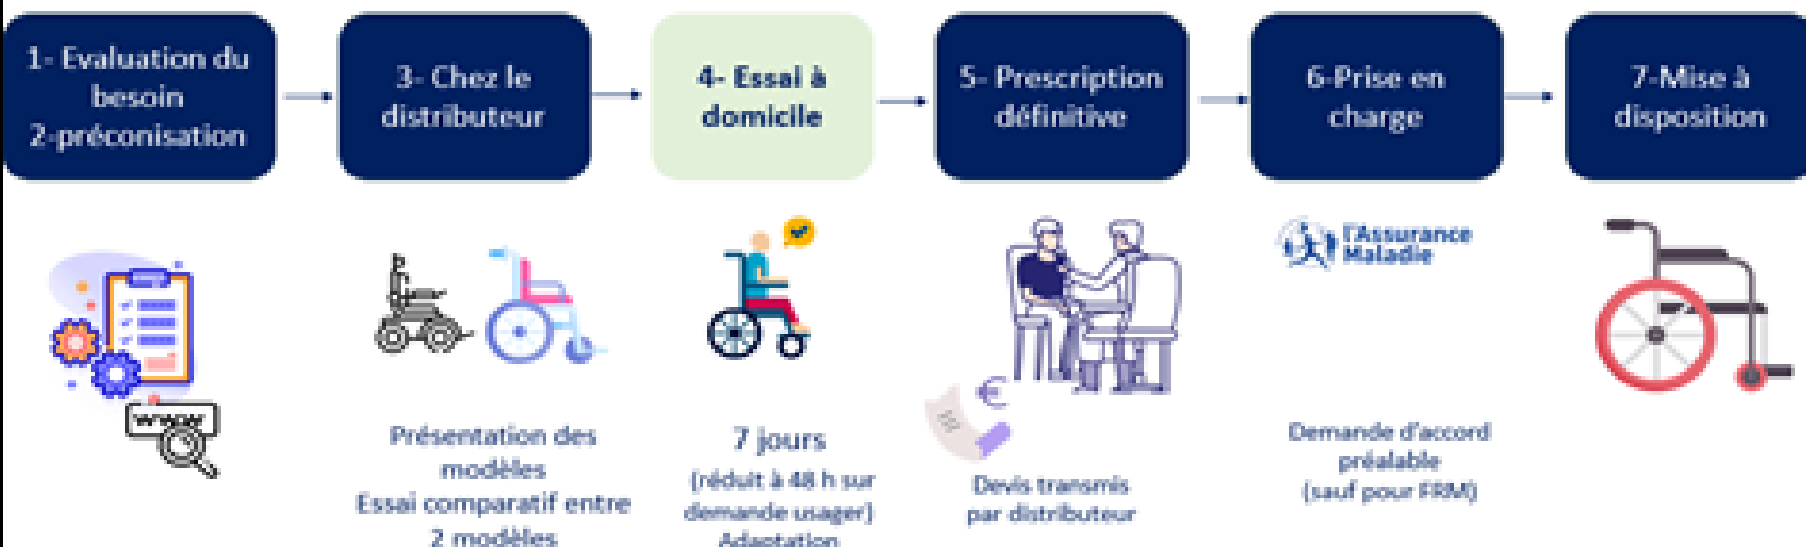 1- Evaluation du
besoin
2-préconisation
3- Chez le
distributeur
4- Essai à
domicile
5- Prescription
définitive
6-Prise en
charge
7-Mise à
disposition
www
Présentation des
modèles
Essai comparatif entre
2 modèles
7 jours
(réduit à 48 h sur
demande usager)
Adaptation
€
Devis transmis
par distributeur
l'Assurance
Maladie
Demande d'accord
préalable
(sauf pour FRM)